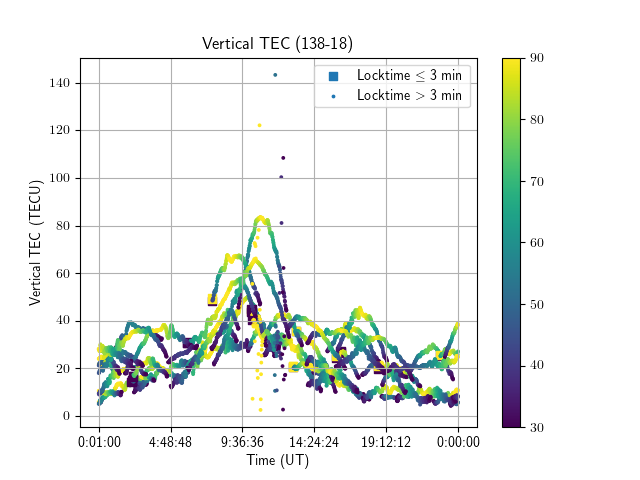 Vertical TEC (138-18)
Locktime ≤ 3 min
Locktime > 3 min
Vertical TEC (TECU)
140
120
100
80
60
40
20
0
0:01:00 4:48:48 9:36:36 14:24:24 19:12:12 0:00:00
Time (UT)
90
80
70
60
50
40
30